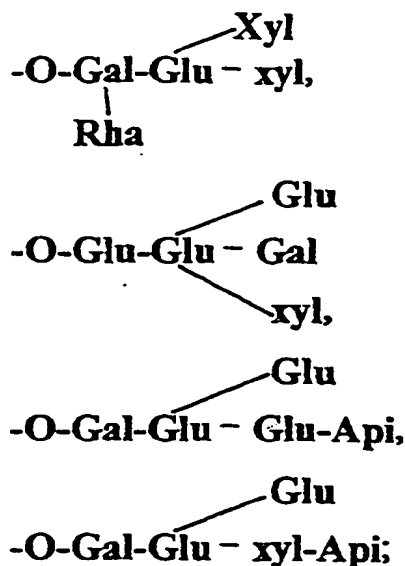 Xyl
-O-Gal-Glu - xyl,
Rha
Glu
-O-Glu-Glu - Gal
xyl,
Glu
-O-Gal-Glu - Glu-Api,
Glu
-O-Gal-Glu - xyl-Api;